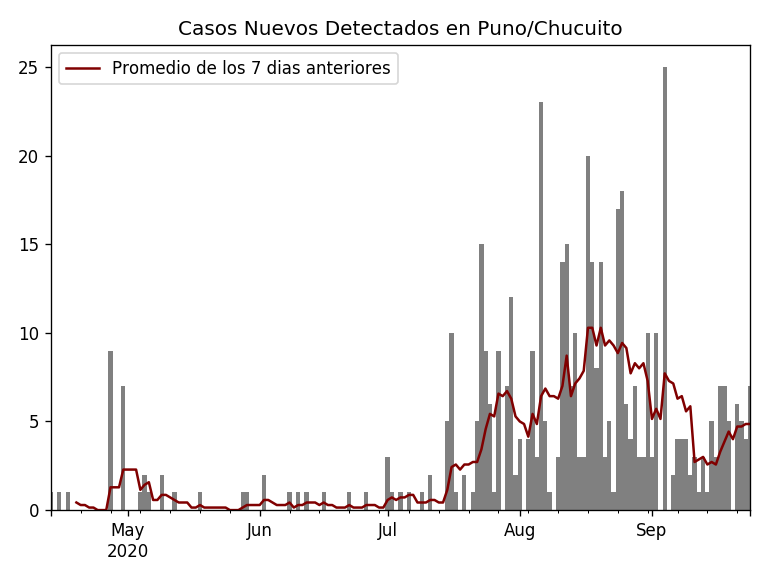 Casos Nuevos Detectados en Puno/Chucuito
Promedio de los 7 dias anteriores
25
20
15
10
5
0
May Jun Jul Aug Sep
2020